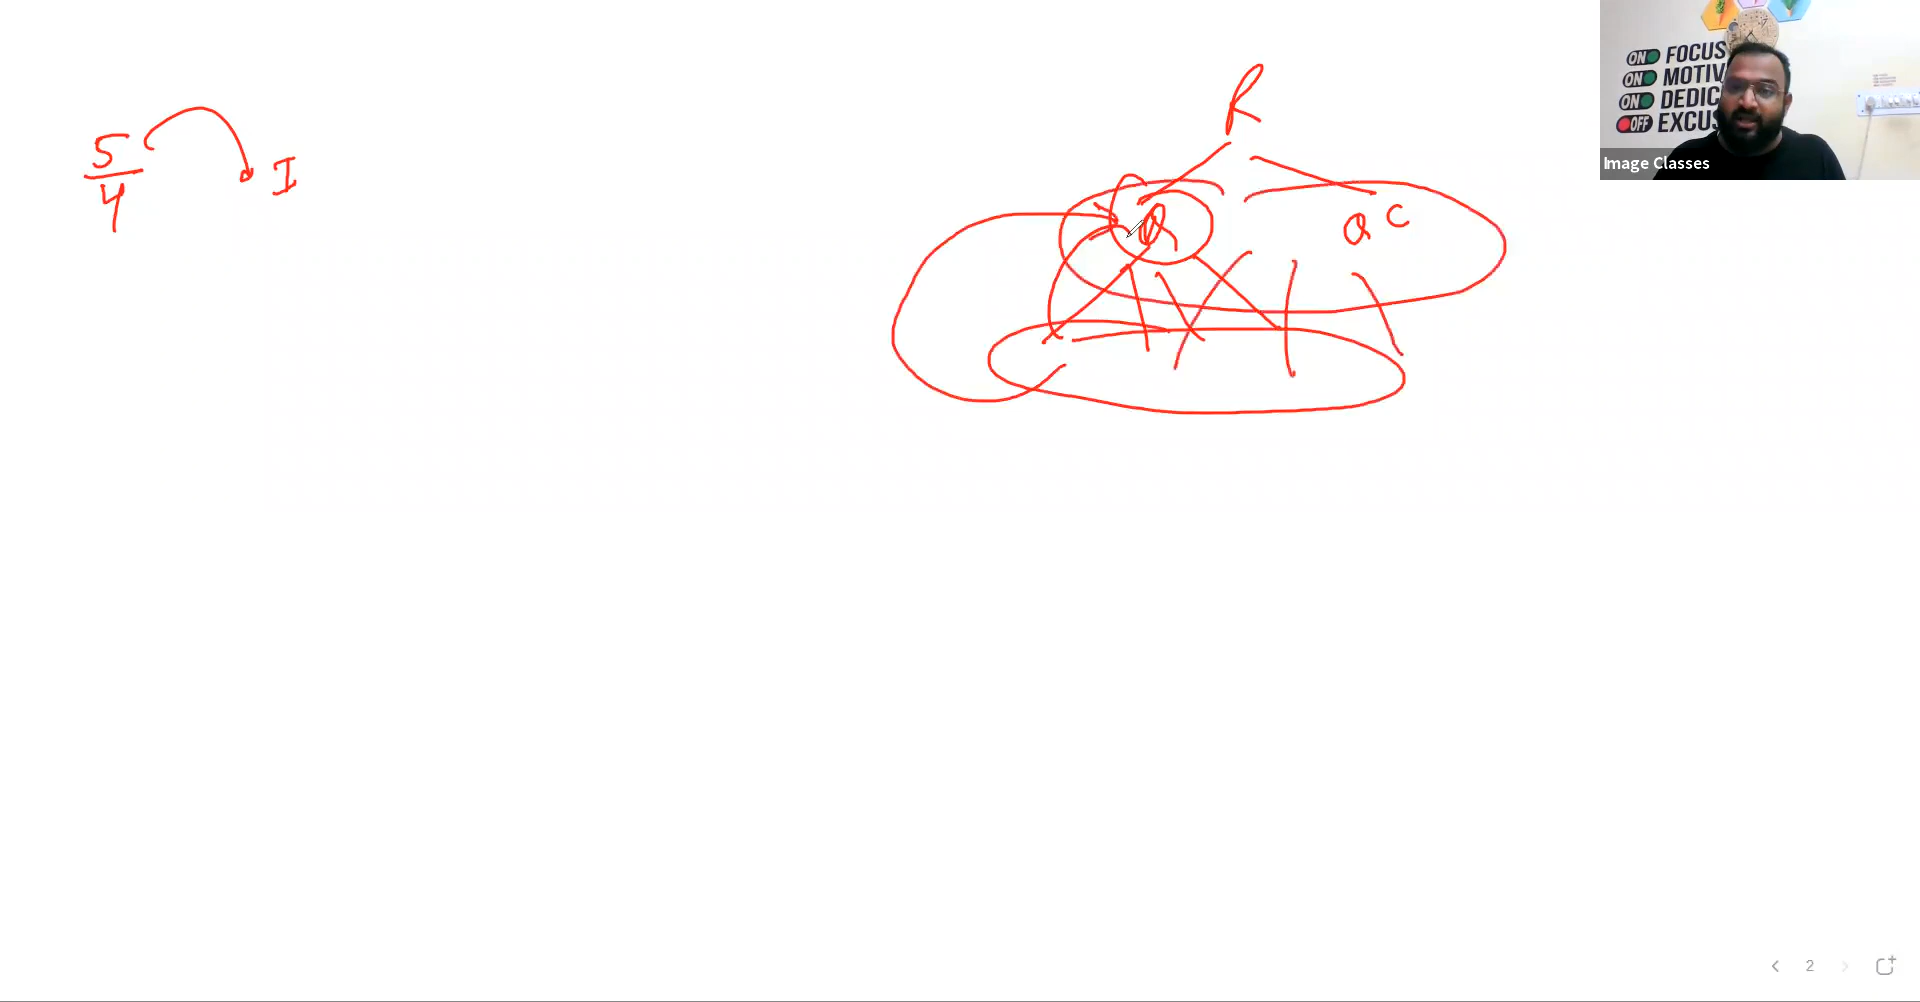 5
4
I
R
Q
Q C
ON FOCUS
ON MOTIV
ON DEDIC
OFF EXCUS
Image Classes
2